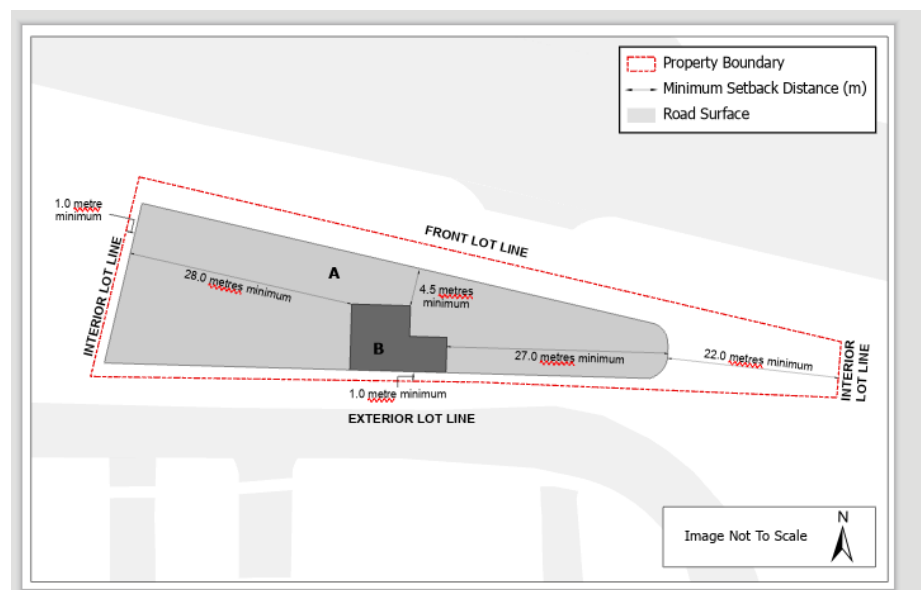 Property Boundary
Minimum Setback Distance (m)
Road Surface
1.0 metre
minimum
FRONT LOT LINE
INTERIOR LOT LINE
A
28.0 metres minimum
4.5 metres
minimum
B
27.0 metres minimum
22.0 metres minimum
INTERIOR
LOT LINE
1.0 metre minimum
EXTERIOR LOT LINE
Image Not To Scale
N